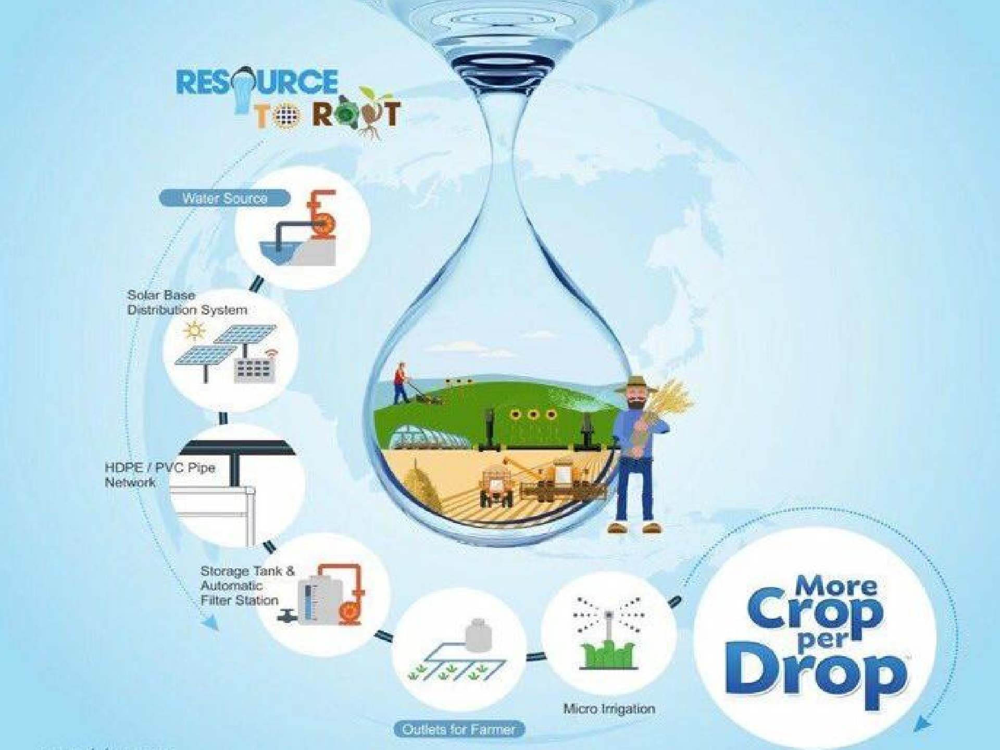 RESOURCE
TO ROOT
Water Source
Solar Base
Distribution System
HDPE / PVC Pipe
Network
Storage Tank &
Automatic
Filter Station
Outlets for Farmer
Micro Irrigation
More
Crop
per
Drop